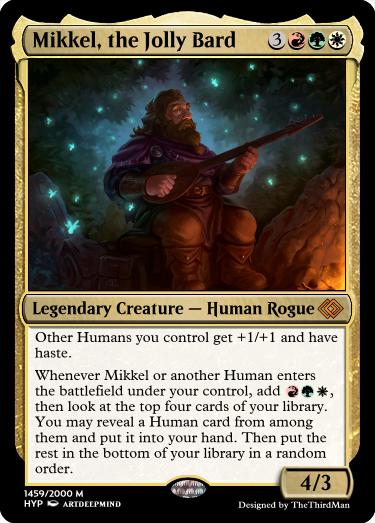 Mikkel, the Jolly Bard 3
Legendary Creature — Human Rogue
Other Humans you control get +1/+1 and have
haste.
Whenever Mikkel or another Human enters
the battlefield under your control, add
then look at the top four cards of your library.
You may reveal a Human card from among
them and put it into your hand. Then put the
rest in the bottom of your library in a random
order.
4/3
1459/2000 M
HYP ARTDEEPMIND
Designed by TheThirdMan